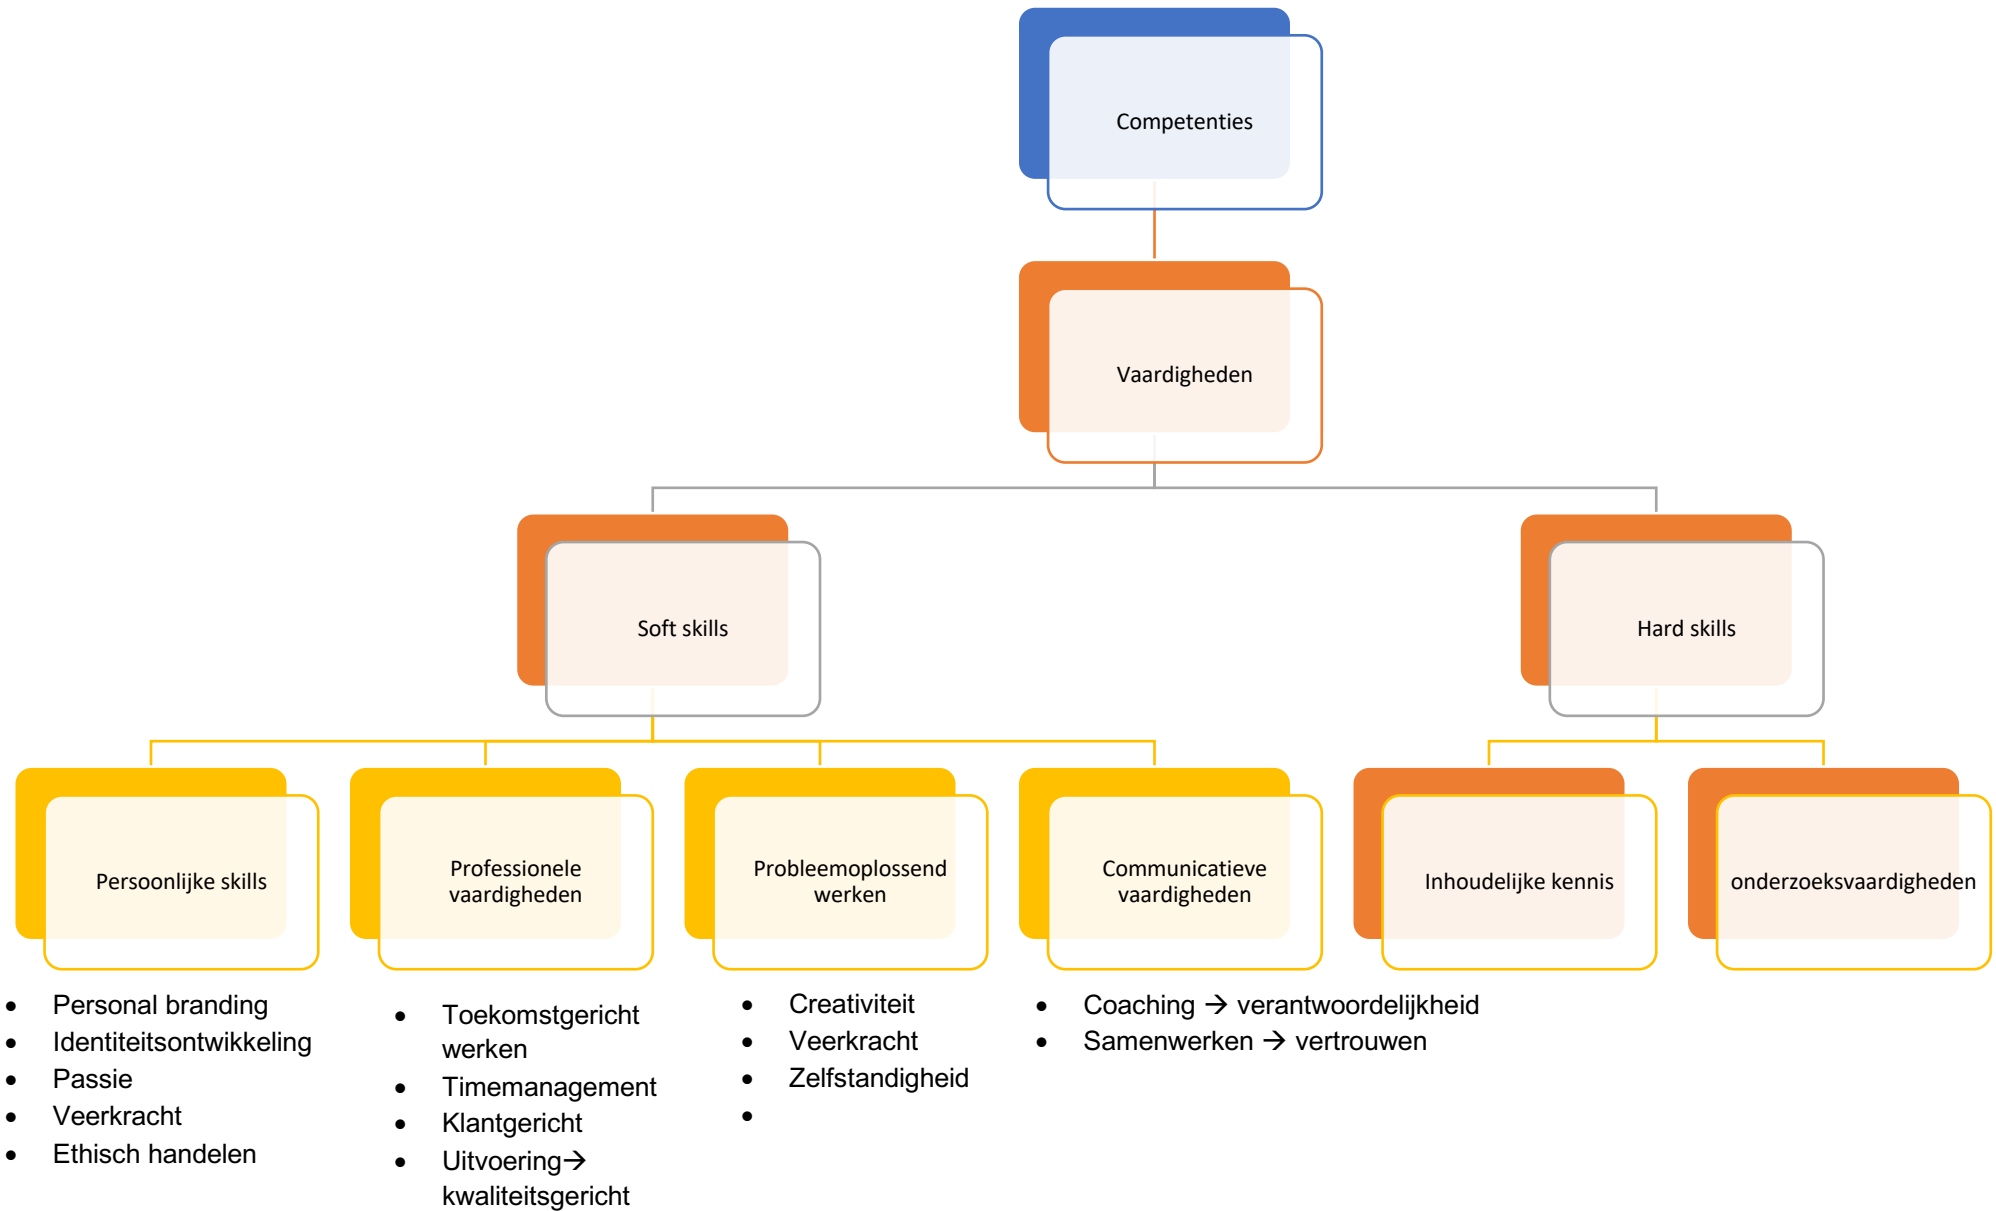 Competenties
Vaardigheden
Soft skills
Hard skills
Persoonlijke skills
Professionele
vaardigheden
Probleemoplossend
werken
Communicatieve
vaardigheden
Inhoudelijke kennis
onderzoeksvaardigheden
• Personal branding
• Identiteitsontwikkeling
• Passie
• Veerkracht
• Ethisch handelen
• Toekomstgericht
werken
• Timemanagement
• Klantgericht
• Uitvoering→
kwaliteitsgericht
• Creativiteit
• Veerkracht
• Zelfstandigheid
•
• Coaching → verantwoordelijkheid
• Samenwerken → vertrouwen